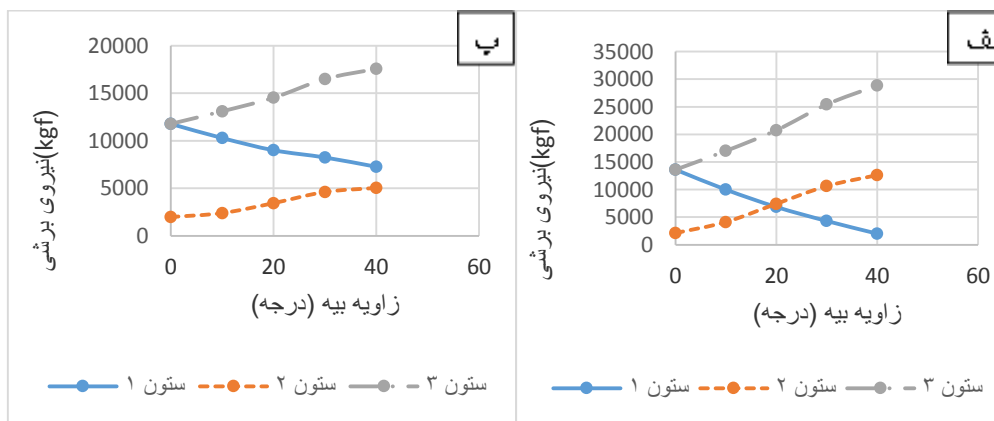 الف
35000
30000
25000
20000
15000
10000
5000
0
نیروی برشی(kgf)
0 20 40 60
زاویه بیه (درجه)
ستون ۱ ستون ۲ ستون ۳
ب
20000
15000
10000
5000
0
نیروی برشی(kgf)
0 20 40 60
زاویه بیه (درجه)
ستون ۱ ستون ۲ ستون ۳